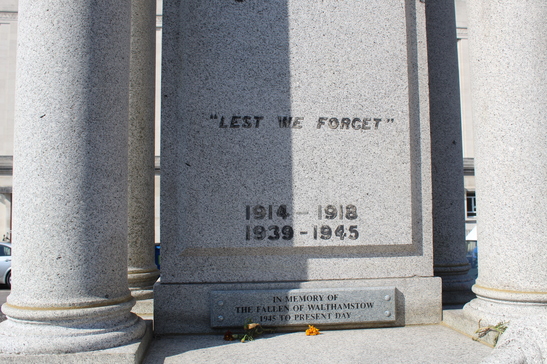 "LEST WE FORGET"
1914 - 1918
1939 - 1945
IN MEMORY OF
THE FALLEN OF WALTHAMSTOW
1945 TO PRESENT DAY